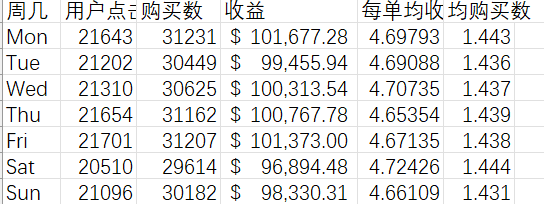 周几 用户点击 购买数 收益 每单均收 均购买数
Mon 21643 31231 $ 101,677.28 4.69793 1.443
Tue 21202 30449 $ 99,455.94 4.69088 1.436
Wed 21310 30625 $ 100,313.54 4.70735 1.437
Thu 21654 31162 $ 100,767.78 4.65354 1.439
Fri 21701 31207 $ 101,373.00 4.67135 1.438
Sat 20510 29614 $ 96,894.48 4.72426 1.444
Sun 21096 30182 $ 98,330.31 4.66109 1.431